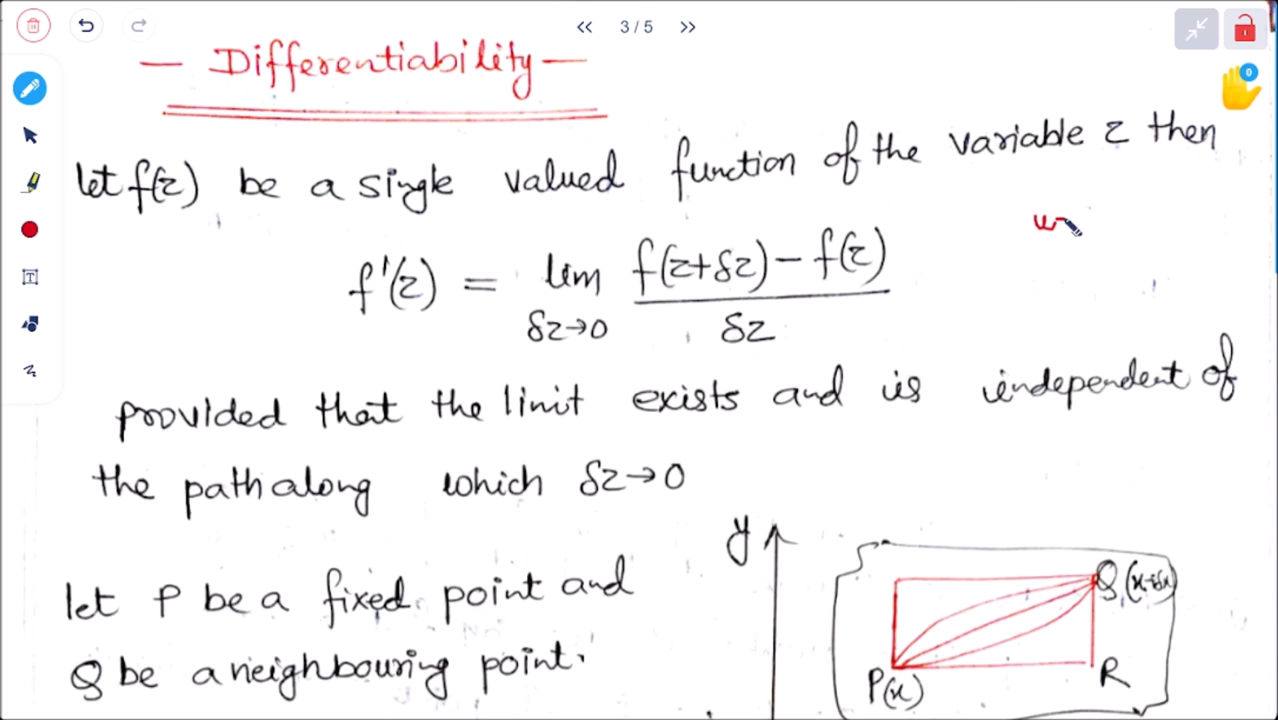 3 / 5
0
— Differentiability —
let f(z) be a single valued function of the variable z then
f'(z) = lim f(z+δz) − f(z)
δz→0 δz
provided that the limit exists and is independent of
the path along which δz→0
let P be a fixed point and
Q be a neighbouring point.
y
Q
P(x)
R